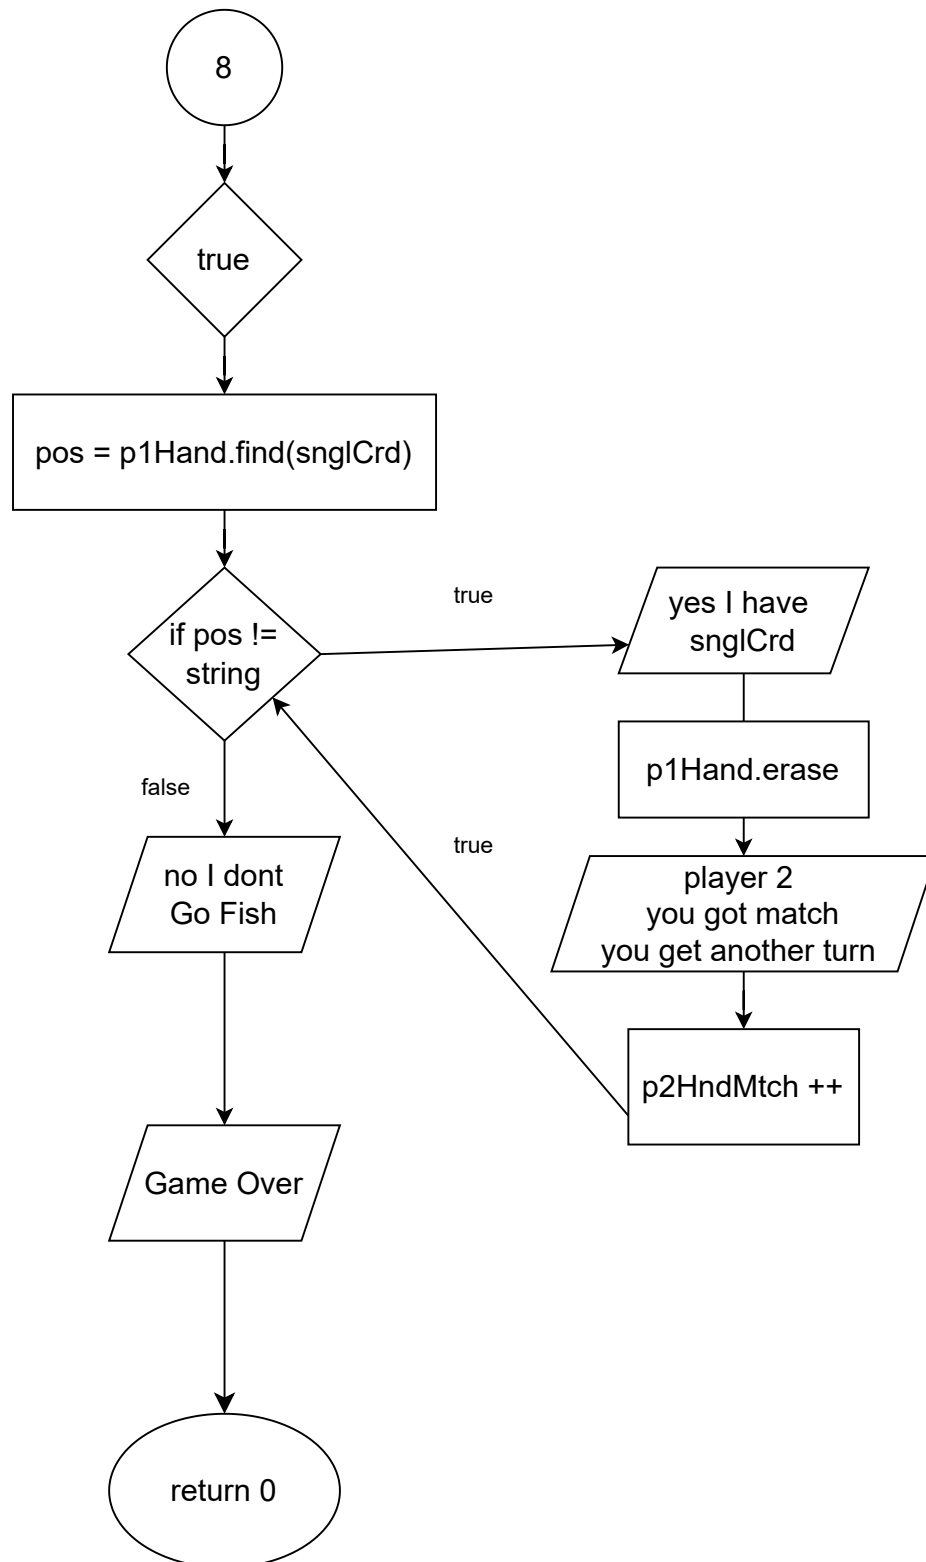 8
true
pos = p1Hand.find(snglCrd)
if pos !=
string
true
yes I have
snglCrd
p1Hand.erase
false
true
no I dont
Go Fish
player 2
you got match
you get another turn
p2HndMtch ++
Game Over
return 0